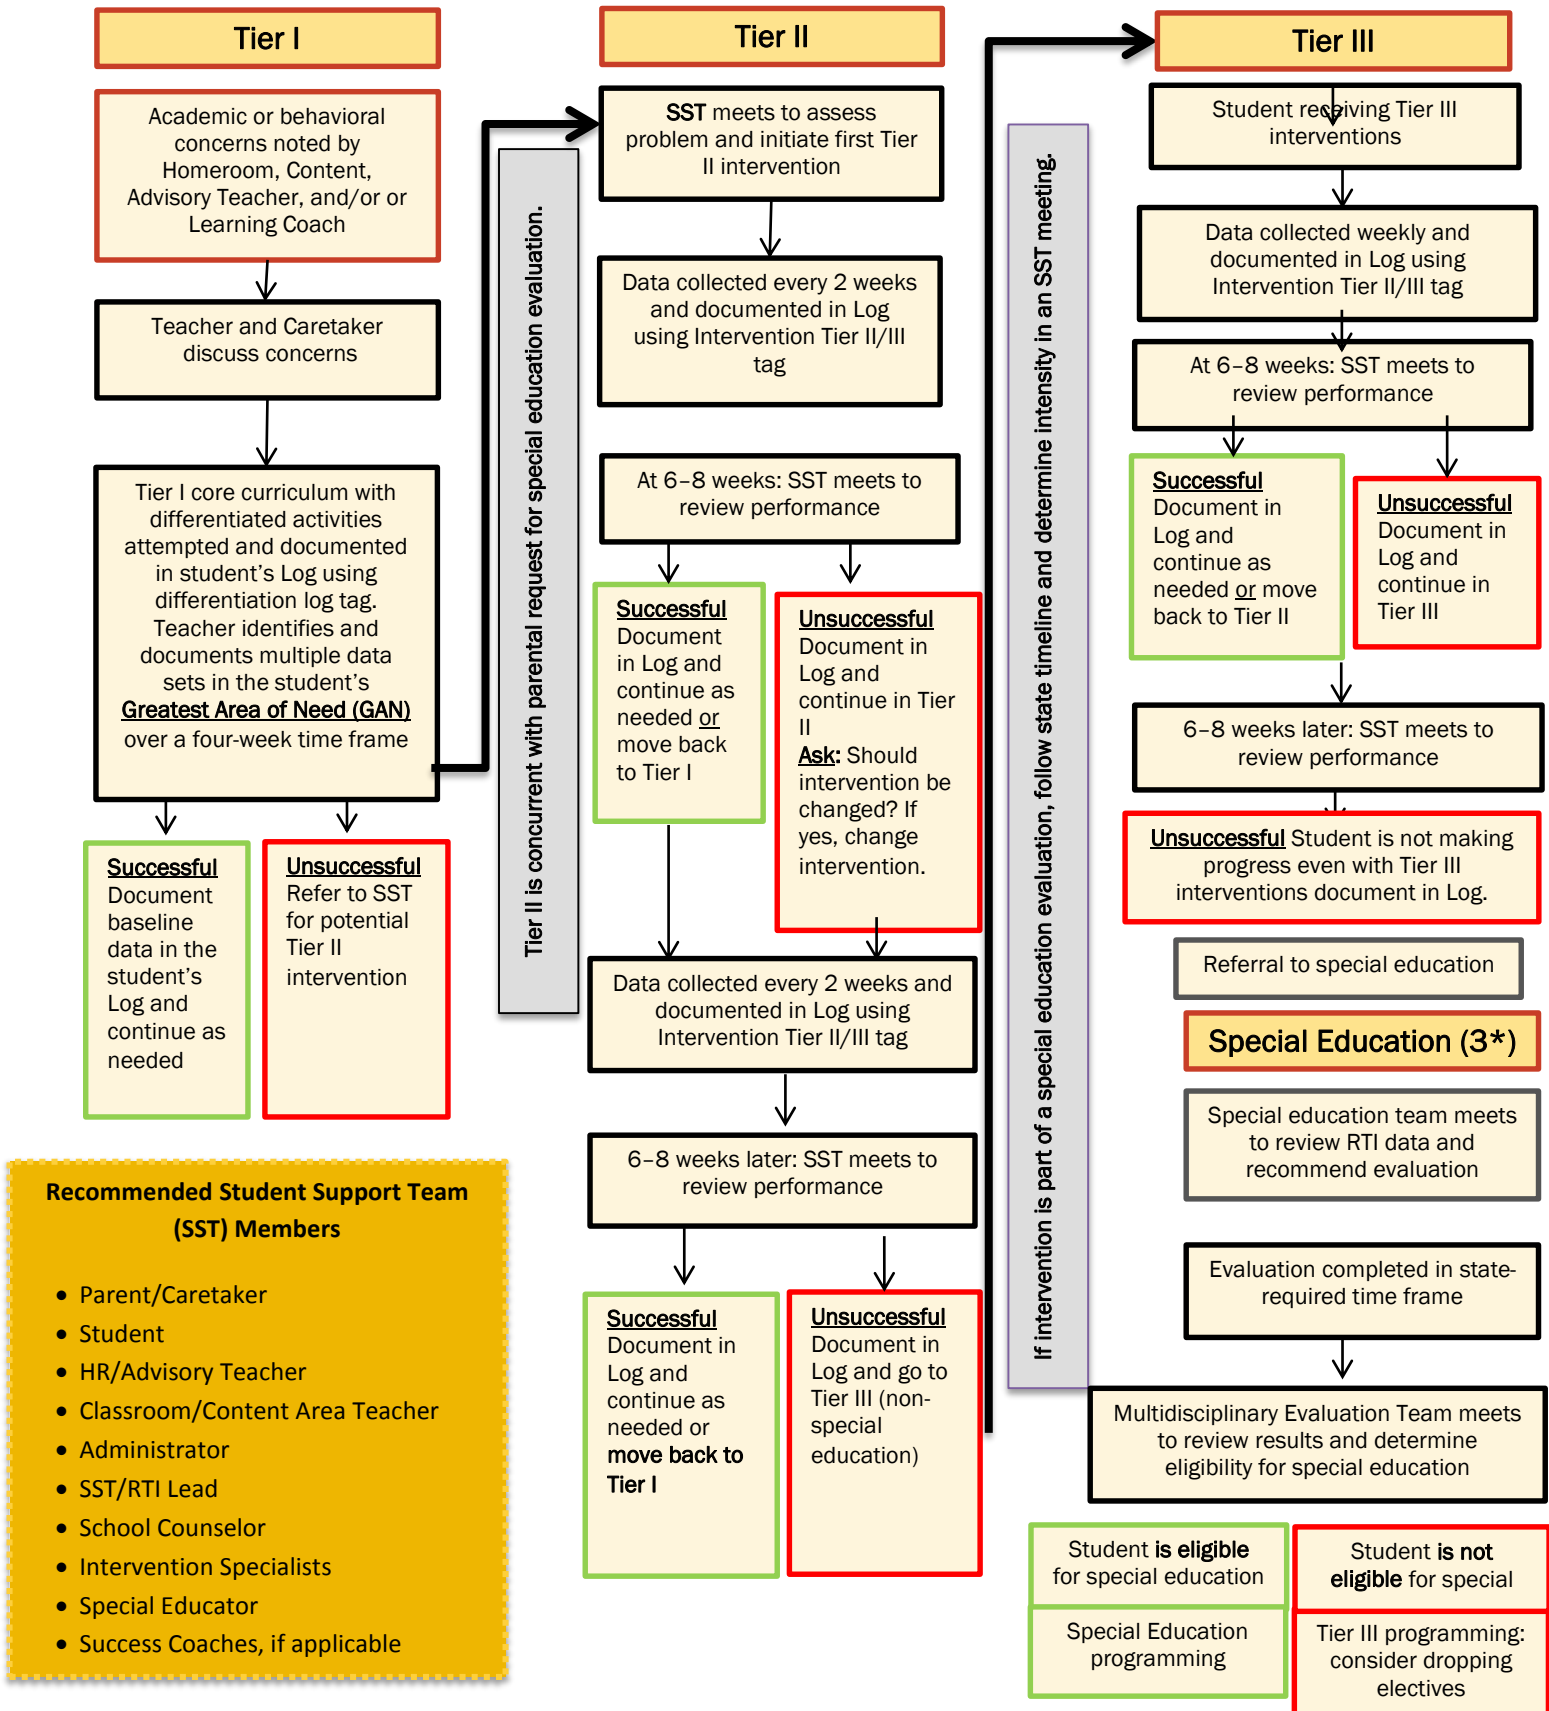 Tier I
Academic or behavioral
concerns noted by
Homeroom, Content,
Advisory Teacher, and/or or
Learning Coach
Teacher and Caretaker
discuss concerns
Tier I core curriculum with
differentiated activities
attempted and documented
in student’s Log using
differentiation log tag.
Teacher identifies and
documents multiple data
sets in the student’s
Greatest Area of Need (GAN)
over a four-week time frame
Successful
Document
baseline
data in the
student’s
Log and
continue as
needed
Unsuccessful
Refer to SST
for potential
Tier II
intervention
Recommended Student Support Team
(SST) Members
• Parent/Caretaker
• Student
• HR/Advisory Teacher
• Classroom/Content Area Teacher
• Administrator
• SST/RTI Lead
• School Counselor
• Intervention Specialists
• Special Educator
• Success Coaches, if applicable
Tier II is concurrent with parental request for special education evaluation.
Tier II
SST meets to assess
problem and initiate first Tier
II intervention
Data collected every 2 weeks
and documented in Log
using Intervention Tier II/III
tag
At 6–8 weeks: SST meets to
review performance
Successful
Document
in Log and
continue as
needed or
move back
to Tier I
Unsuccessful
Document in
Log and
continue in Tier
II
Ask: Should
intervention be
changed? If
yes, change
intervention.
Data collected every 2 weeks and
documented in Log using
Intervention Tier II/III tag
6–8 weeks later: SST meets to
review performance
Successful
Document in
Log and
continue as
needed or
move back to
Tier I
Unsuccessful
Document in
Log and go to
Tier III (non-
special
education)
If intervention is part of a special education evaluation, follow state timeline and determine intensity in an SST meeting.
Tier III
Student receiving Tier III
interventions
Data collected weekly and
documented in Log using
Intervention Tier II/III tag
At 6–8 weeks: SST meets to
review performance
Successful
Document in
Log and
continue as
needed or move
back to Tier II
Unsuccessful
Document in
Log and
continue in
Tier III
6–8 weeks later: SST meets to
review performance
Unsuccessful Student is not making
progress even with Tier III
interventions document in Log.
Referral to special education
Special Education (3*)
Special education team meets
to review RTI data and
recommend evaluation
Evaluation completed in state-
required time frame
Multidisciplinary Evaluation Team meets
to review results and determine
eligibility for special education
Student is eligible
for special education
Special Education
programming
Student is not
eligible for special
Tier III programming:
consider dropping
electives